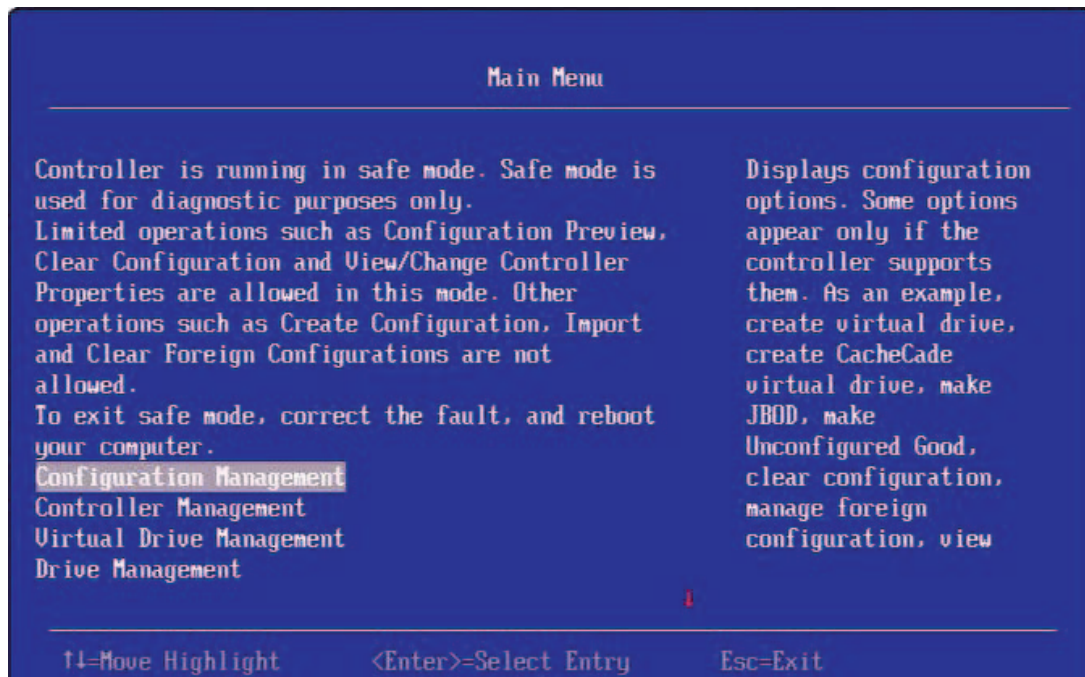 Main Menu
Controller is running in safe mode. Safe mode is
used for diagnostic purposes only.
Limited operations such as Configuration Preview,
Clear Configuration and View/Change Controller
Properties are allowed in this mode. Other
operations such as Create Configuration, Import
and Clear Foreign Configurations are not
allowed.
To exit safe mode, correct the fault, and reboot
your computer.
Configuration Management
Controller Management
Virtual Drive Management
Drive Management
Displays configuration
options. Some options
appear only if the
controller supports
them. As an example,
create virtual drive,
create CacheCade
virtual drive, make
JBOD, make
Unconfigured Good,
clear configuration,
manage foreign
configuration, view
↓
↑↓=Move Highlight <Enter>=Select Entry Esc=Exit